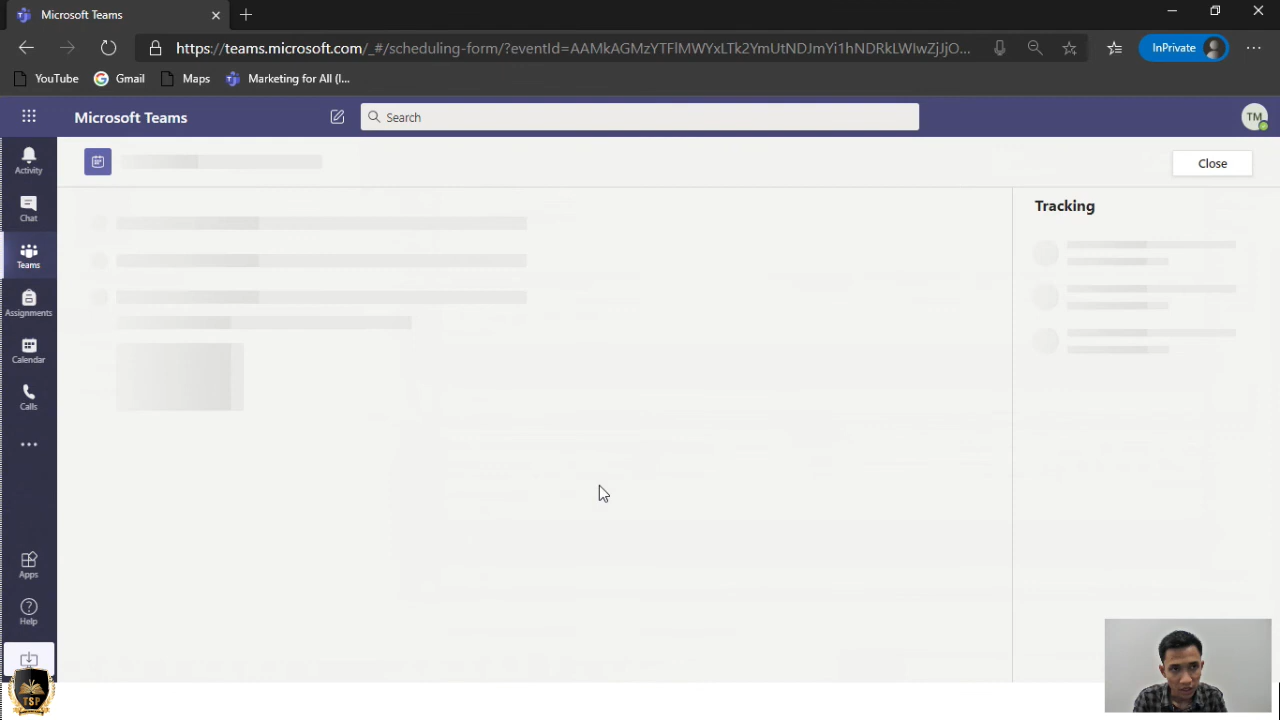 Microsoft Teams
https://teams.microsoft.com/_#/scheduling-form/?eventId=AAMkAGMzYTFlMWYxLTk2YmUtNDJmYi1hNDRkLWIwZjJjO...
InPrivate
YouTube
Gmail
Maps
Marketing for All (I...
Microsoft Teams
Search
TM
Activity
Close
Chat
Tracking
Teams
Assignments
Calendar
Calls
Apps
Help
TSP